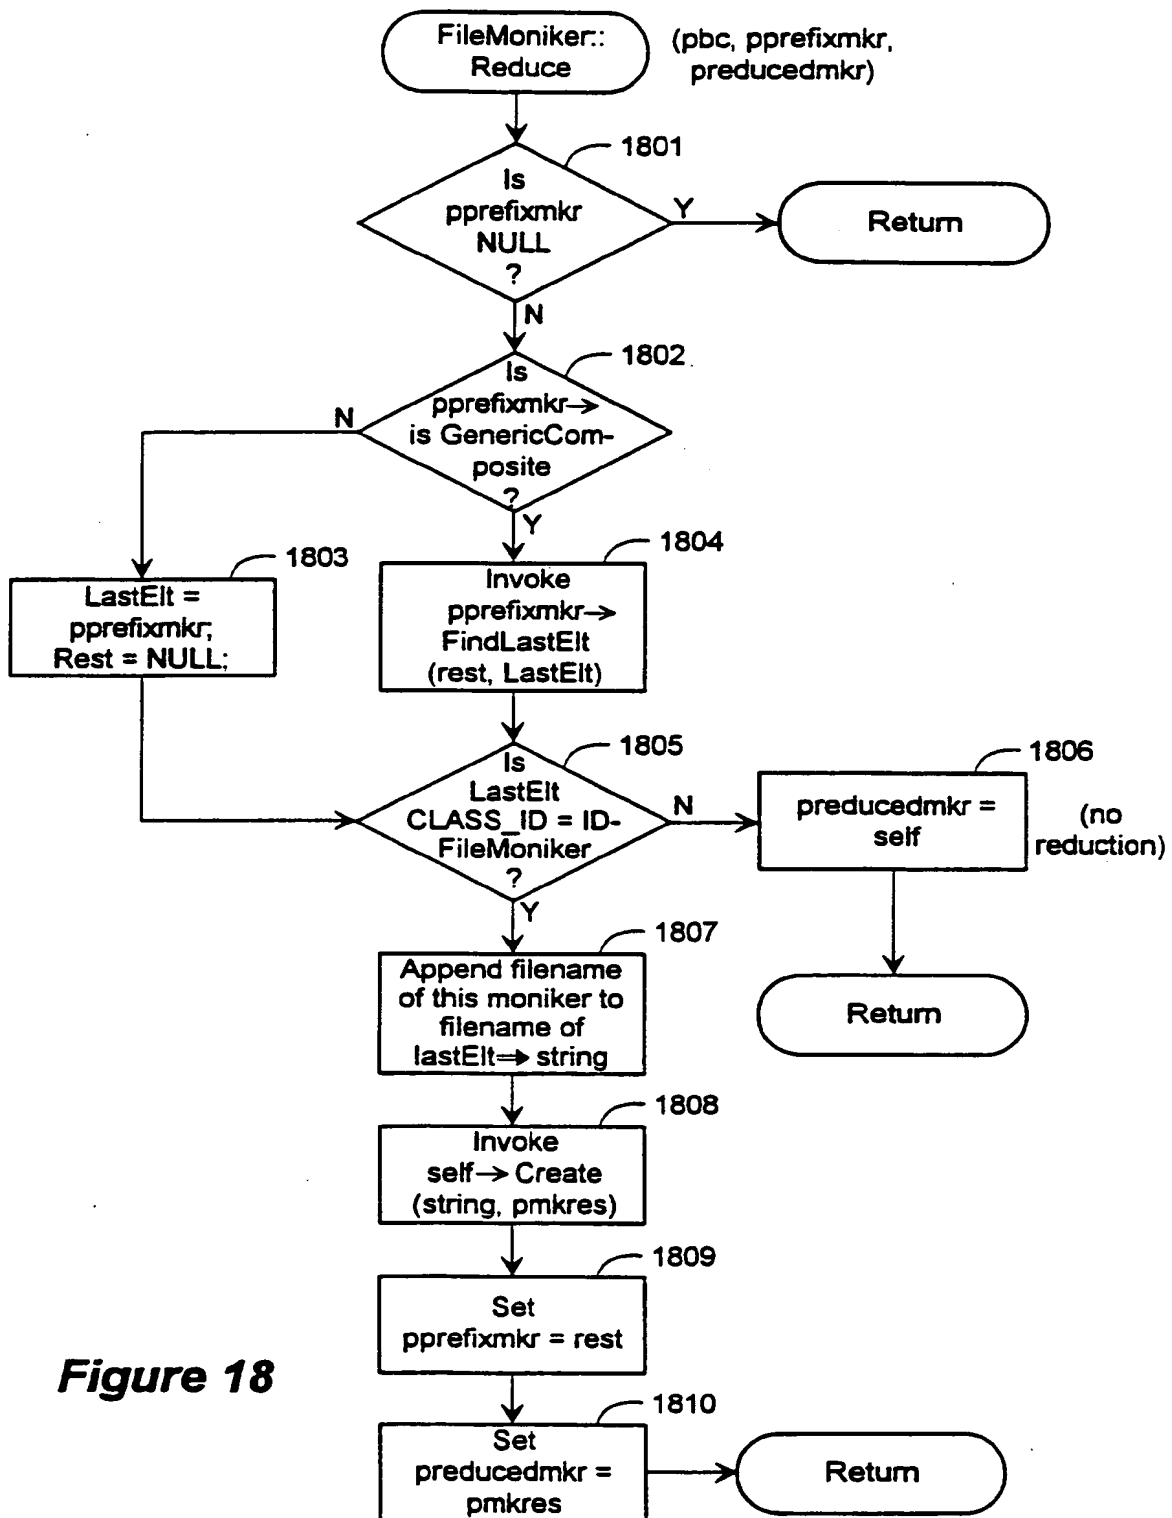 FileMoniker::
Reduce
(pbc, pprefixmkr,
preducedmkr)
1801
Is
pprefixmkr
NULL
?
Y
Return
N
1802
Is
pprefixmkr→
is GenericCom-
posite
?
N
Y
1803
LastElt =
pprefixmkr;
Rest = NULL;
1804
Invoke
pprefixmkr→
FindLastElt
(rest, LastElt)
1805
Is
LastElt
CLASS_ID = ID-
FileMoniker
?
N
Y
1806
preducedmkr =
self
(no
reduction)
Return
1807
Append filename
of this moniker to
filename of
lastElt⇒ string
1808
Invoke
self→ Create
(string, pmkres)
1809
Set
pprefixmkr = rest
1810
Set
preducedmkr =
pmkres
Return
Figure 18